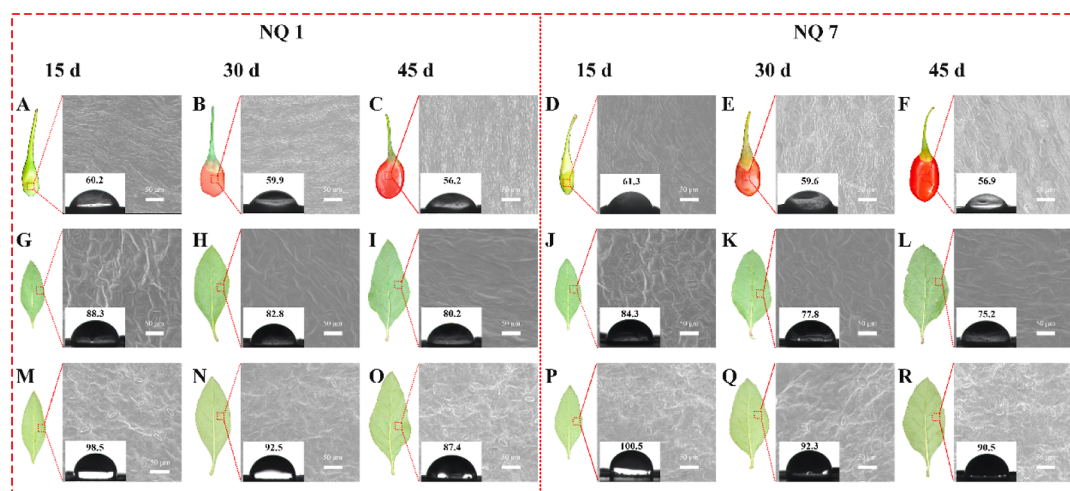 NQ 1 NQ 7
15 d 30 d 45 d 15 d 30 d 45 d
A B C D E F
60.2 50 μm 59.9 50 μm 56.2 50 μm 61.3 50 μm 59.6 50 μm 56.9 50 μm
G H I J K L
88.3 50 μm 82.8 50 μm 80.2 50 μm 84.3 50 μm 77.8 50 μm 75.2 50 μm
M N O P Q R
98.5 50 μm 92.5 50 μm 87.4 50 μm 100.5 50 μm 92.3 50 μm 90.5 50 μm